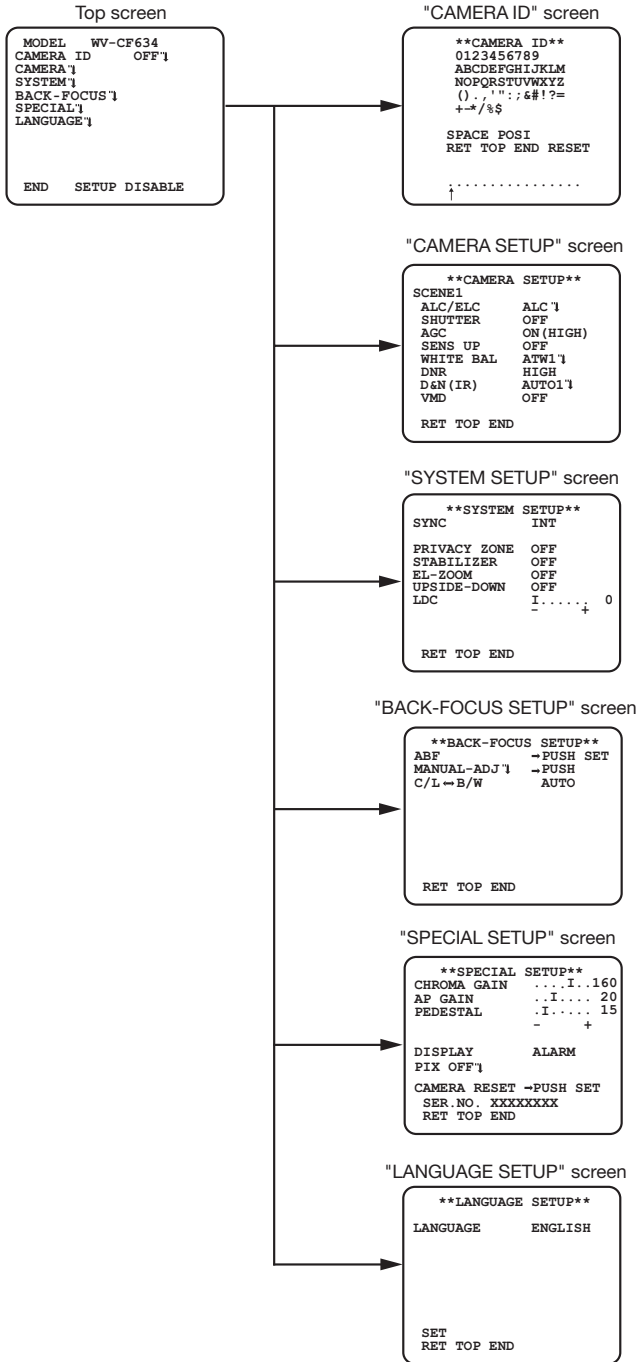 Top screen
MODEL WV-CF634
CAMERA ID OFF
CAMERA
SYSTEM
BACK-FOCUS
SPECIAL
LANGUAGE
END SETUP DISABLE
"CAMERA ID" screen
**CAMERA ID**
0123456789
ABCDEFGHIJKLM
NOPQRSTUVWXYZ
().,'":;&#!?=
+-*/%$
SPACE POSI
RET TOP END RESET
................
↑
"CAMERA SETUP" screen
**CAMERA SETUP**
SCENE1
ALC/ELC ALC
SHUTTER OFF
AGC ON(HIGH)
SENS UP OFF
WHITE BAL ATW1
DNR HIGH
D&N(IR) AUTO1
VMD OFF
RET TOP END
"SYSTEM SETUP" screen
**SYSTEM SETUP**
SYNC INT
PRIVACY ZONE OFF
STABILIZER OFF
EL-ZOOM OFF
UPSIDE-DOWN OFF
LDC I...... 0
- +
RET TOP END
"BACK-FOCUS SETUP" screen
**BACK-FOCUS SETUP**
ABF →PUSH SET
MANUAL-ADJ →PUSH
C/L↔B/W AUTO
RET TOP END
"SPECIAL SETUP" screen
**SPECIAL SETUP**
CHROMA GAIN ....I..160
AP GAIN ..I.... 20
PEDESTAL .I..... 15
- +
DISPLAY ALARM
PIX OFF
CAMERA RESET →PUSH SET
SER.NO. XXXXXXXX
RET TOP END
"LANGUAGE SETUP" screen
**LANGUAGE SETUP**
LANGUAGE ENGLISH
SET
RET TOP END